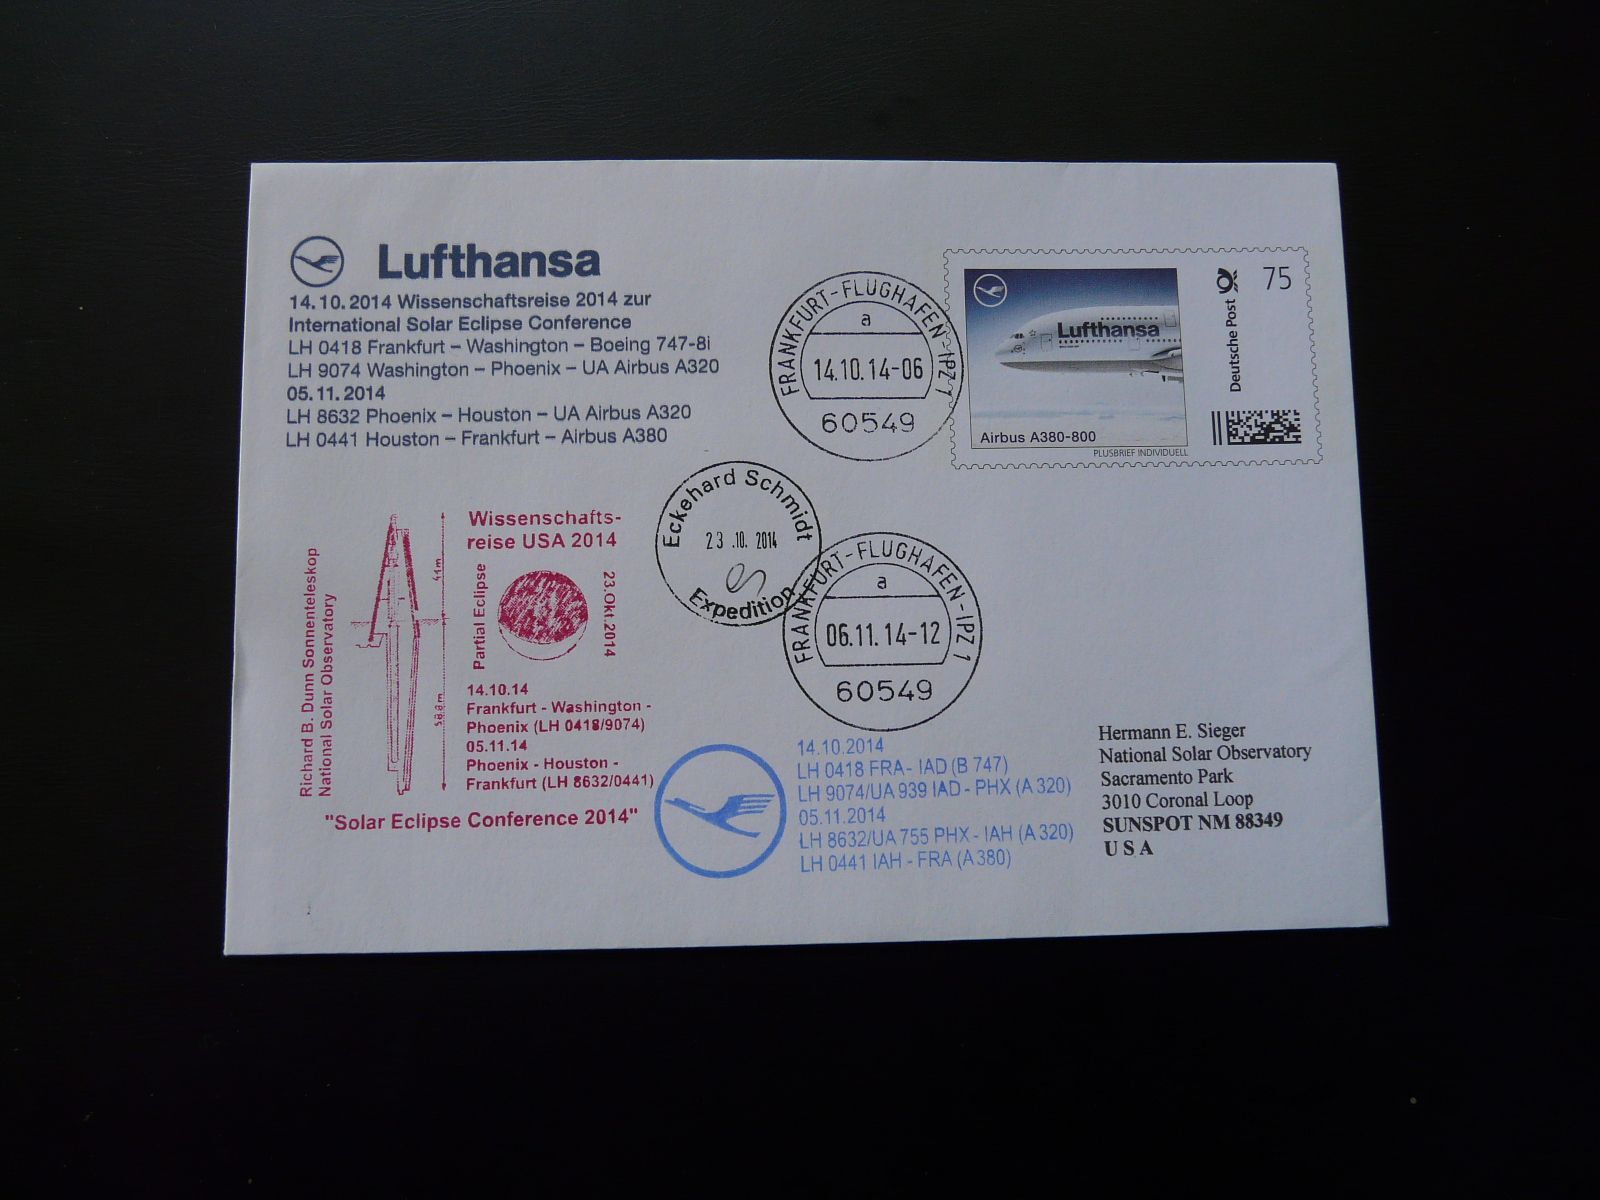 Lufthansa
14.10.2014 Wissenschaftsreise 2014 zur
International Solar Eclipse Conference
LH 0418 Frankfurt – Washington – Boeing 747-8i
LH 9074 Washington – Phoenix – UA Airbus A320
05.11.2014
LH 8632 Phoenix – Houston – UA Airbus A320
LH 0441 Houston – Frankfurt – Airbus A380
FRANKFURT-FLUGHAFEN-IPZ 1
a
14.10.14-06
60549
Lufthansa
Airbus A380-800
PLUSBRIEF INDIVIDUELL
Deutsche Post
75
Eckehard Schmidt
23.10.2014
Expedition
FRANKFURT-FLUGHAFEN-IPZ 1
a
06.11.14-12
60549
Richard B. Dunn Sonnenteleskop
National Solar Observatory
41m
58,8m
Wissenschafts-
reise USA 2014
Partial Eclipse
23.Okt.2014
14.10.14
Frankfurt - Washington -
Phoenix (LH 0418/9074)
05.11.14
Phoenix - Houston -
Frankfurt (LH 8632/0441)
"Solar Eclipse Conference 2014"
14.10.2014
LH 0418 FRA - IAD (B 747)
LH 9074/UA 939 IAD - PHX (A 320)
05.11.2014
LH 8632/UA 755 PHX - IAH (A 320)
LH 0441 IAH - FRA (A 380)
Hermann E. Sieger
National Solar Observatory
Sacramento Park
3010 Coronal Loop
SUNSPOT NM 88349
U S A